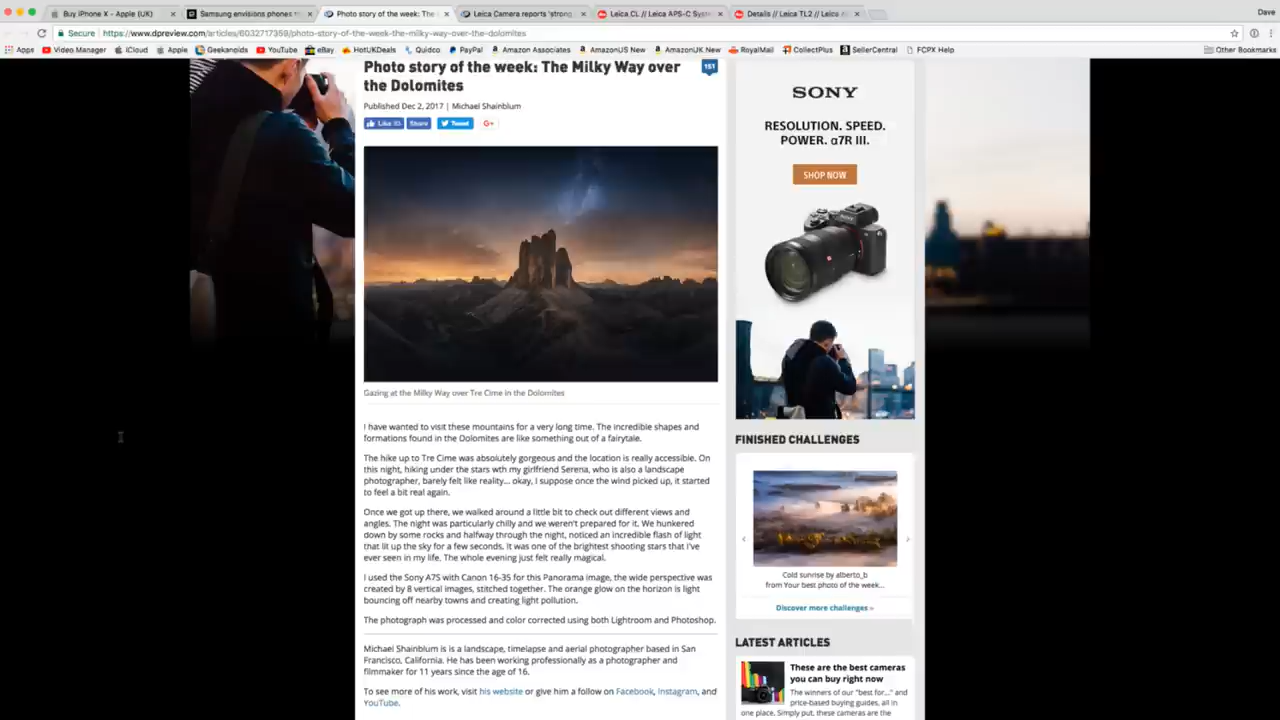 Buy iPhone X - Apple (UK)
Samsung envisions phones
Photo story of the week: The
Leica Camera reports 'strong
Leica CL // Leica APS-C Syst
Details // Leica TL2 // Leica
Dave
Secure https://www.dpreview.com/articles/6032717359/photo-story-of-the-week-the-milky-way-over-the-dolomites
Apps Video Manager iCloud Apple Geekanoids YouTube eBay HotUKDeals Quidco PayPal Amazon Associates AmazonUS New AmazonUK New RoyalMail CollectPlus SellerCentral FCPX Help Other Bookmarks
Photo story of the week: The Milky Way over
the Dolomites
151
Published Dec 2, 2017 | Michael Shainblum
Like Share Tweet G+
Gazing at the Milky Way over Tre Cime in the Dolomites
I have wanted to visit these mountains for a very long time. The incredible shapes and
formations found in the Dolomites are like something out of a fairytale.
The hike up to Tre Cime was absolutely gorgeous and the location is really accessible. On
this night, hiking under the stars wth my girlfriend Serena, who is also a landscape
photographer, barely felt like reality... okay, I suppose once the wind picked up, it started
to feel a bit real again.
Once we got up there, we walked around a little bit to check out different views and
angles. The night was particularly chilly and we weren't prepared for it. We hunkered
down by some rocks and halfway through the night, noticed an incredible flash of light
that lit up the sky for a few seconds. It was one of the brightest shooting stars that I've
ever seen in my life. The whole evening just felt really magical.
I used the Sony A7S with Canon 16-35 for this Panorama image, the wide perspective was
created by 8 vertical images, stitched together. The orange glow on the horizon is light
bouncing off nearby towns and creating light pollution.
The photograph was processed and color corrected using both Lightroom and Photoshop.
Michael Shainblum is is a landscape, timelapse and aerial photographer based in San
Francisco, California. He has been working professionally as a photographer and
filmmaker for 11 years since the age of 16.
To see more of his work, visit his website or give him a follow on Facebook, Instagram, and
YouTube.
SONY
RESOLUTION. SPEED.
POWER. α7R III.
SHOP NOW
SONY
FINISHED CHALLENGES
Cold sunrise by alberto_b
from Your best photo of the week...
Discover more challenges »
LATEST ARTICLES
These are the best cameras
you can buy right now
The winners of our "best for..." and
price-based buying guides, all in
one place. Simply put, these cameras are the